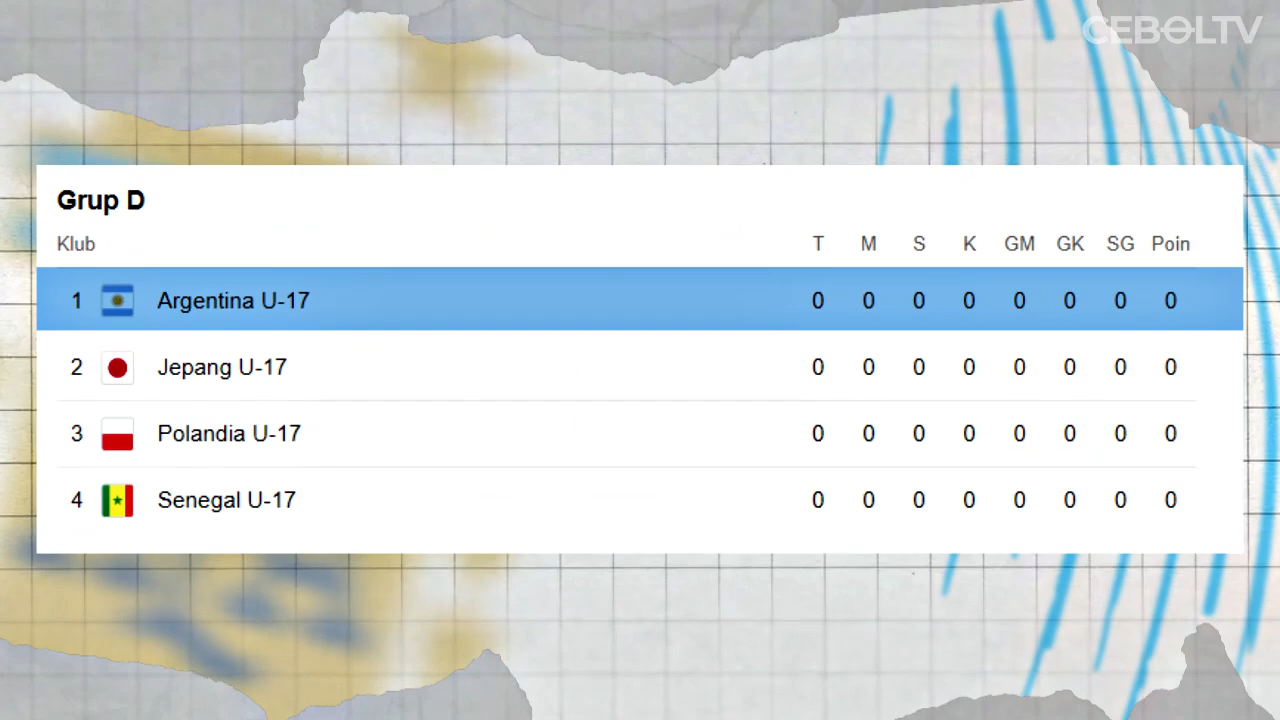 CEBOLTV
Grup D
Klub T M S K GM GK SG Poin
1 Argentina U-17 0 0 0 0 0 0 0 0
2 Jepang U-17 0 0 0 0 0 0 0 0
3 Polandia U-17 0 0 0 0 0 0 0 0
4 Senegal U-17 0 0 0 0 0 0 0 0